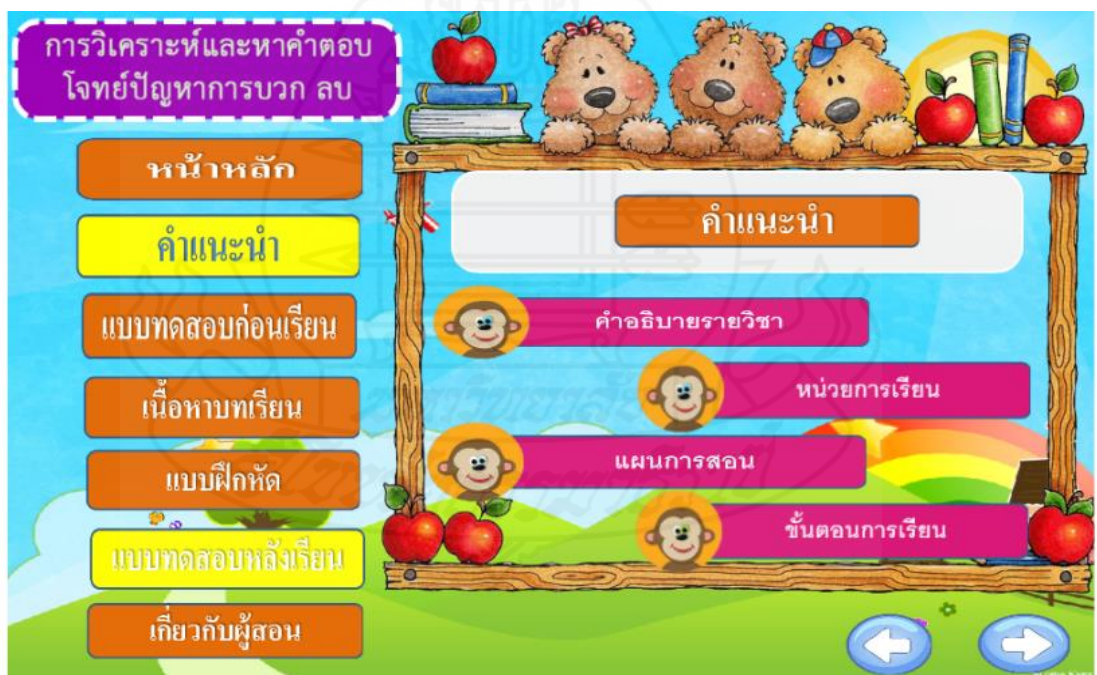 การวิเคราะห์และหาคำตอบ
โจทย์ปัญหาการบวก ลบ
หน้าหลัก
คำแนะนำ
แบบทดสอบก่อนเรียน
เนื้อหาบทเรียน
แบบฝึกหัด
แบบทดสอบหลังเรียน
เกี่ยวกับผู้สอน
คำแนะนำ
คำอธิบายรายวิชา
หน่วยการเรียน
แผนการสอน
ขั้นตอนการเรียน